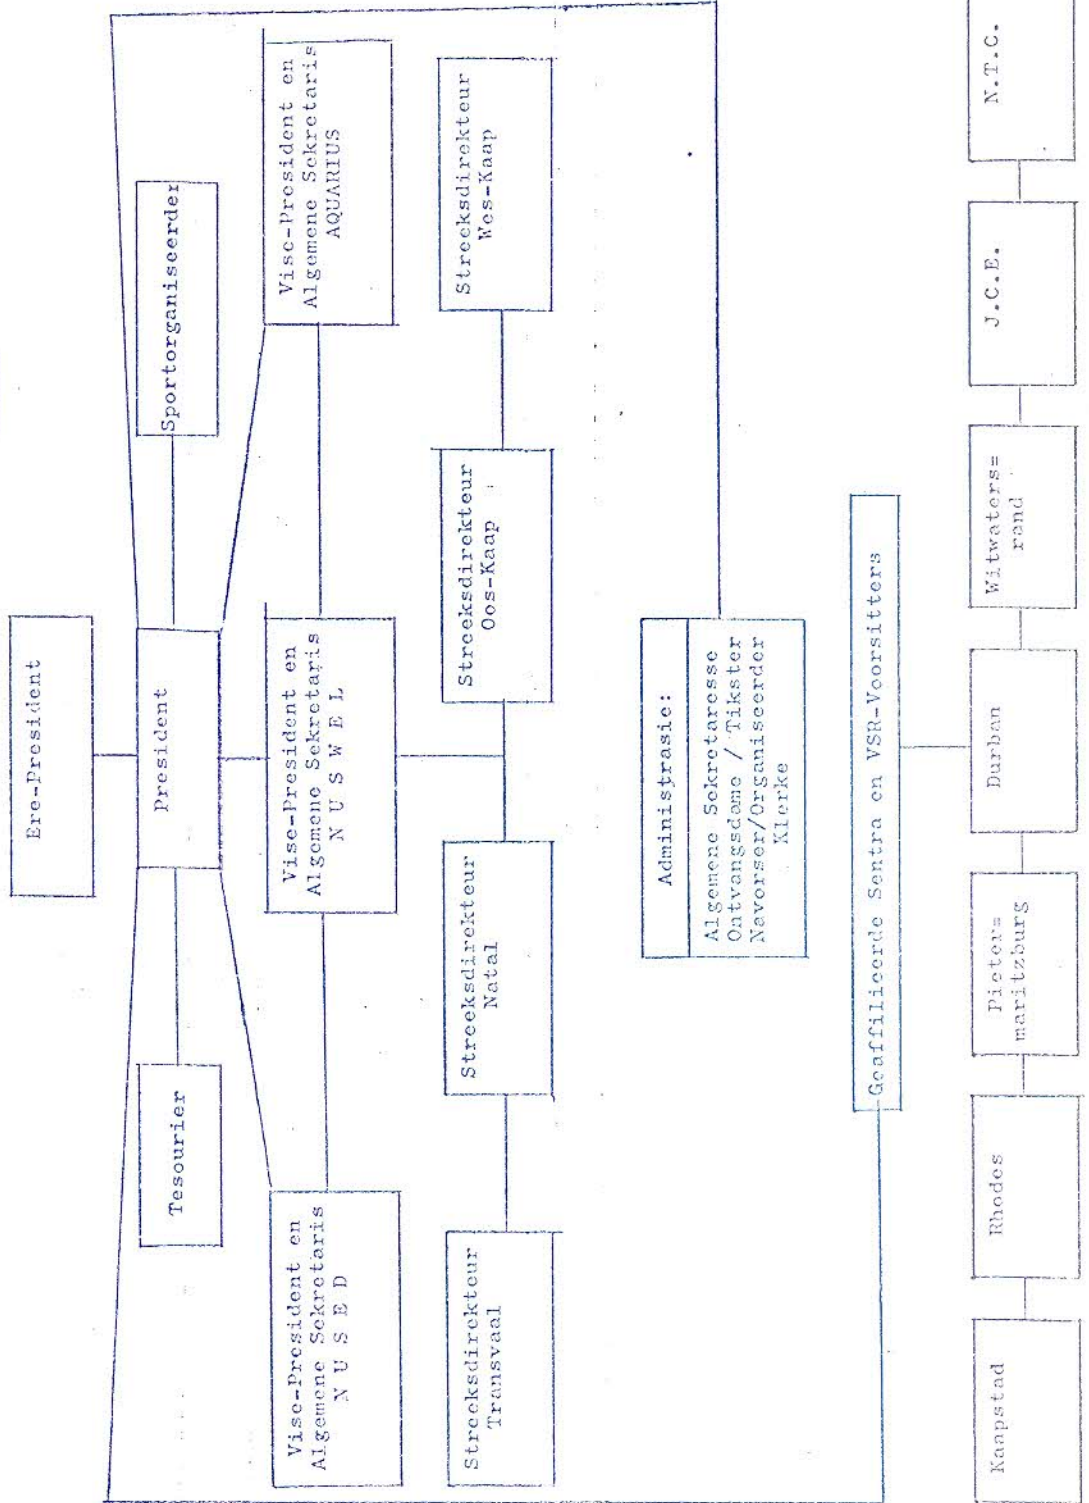 Ere-President
Tesourier
President
Sportorganiseerder
Vise-President en
Algemene Sekretaris
N U S E D
Vise-President en
Algemene Sekretaris
N U S W E L
Vise-President en
Algemene Sekretaris
AQUARIUS
Streeksdirekteur
Transvaal
Streeksdirekteur
Natal
Streeksdirekteur
Oos-Kaap
Streeksdirekteur
Wes-Kaap
Administrasie:
Algemene Sekretaresse
Ontvangsdame / Tikster
Navorser/Organiseerder
Klerke
Geaffilieerde Sentra en VSR-Voorsitters
Kaapstad
Rhodes
Pieter=
maritzburg
Durban
Witwaters=
rand
J.C.E.
N.T.C.